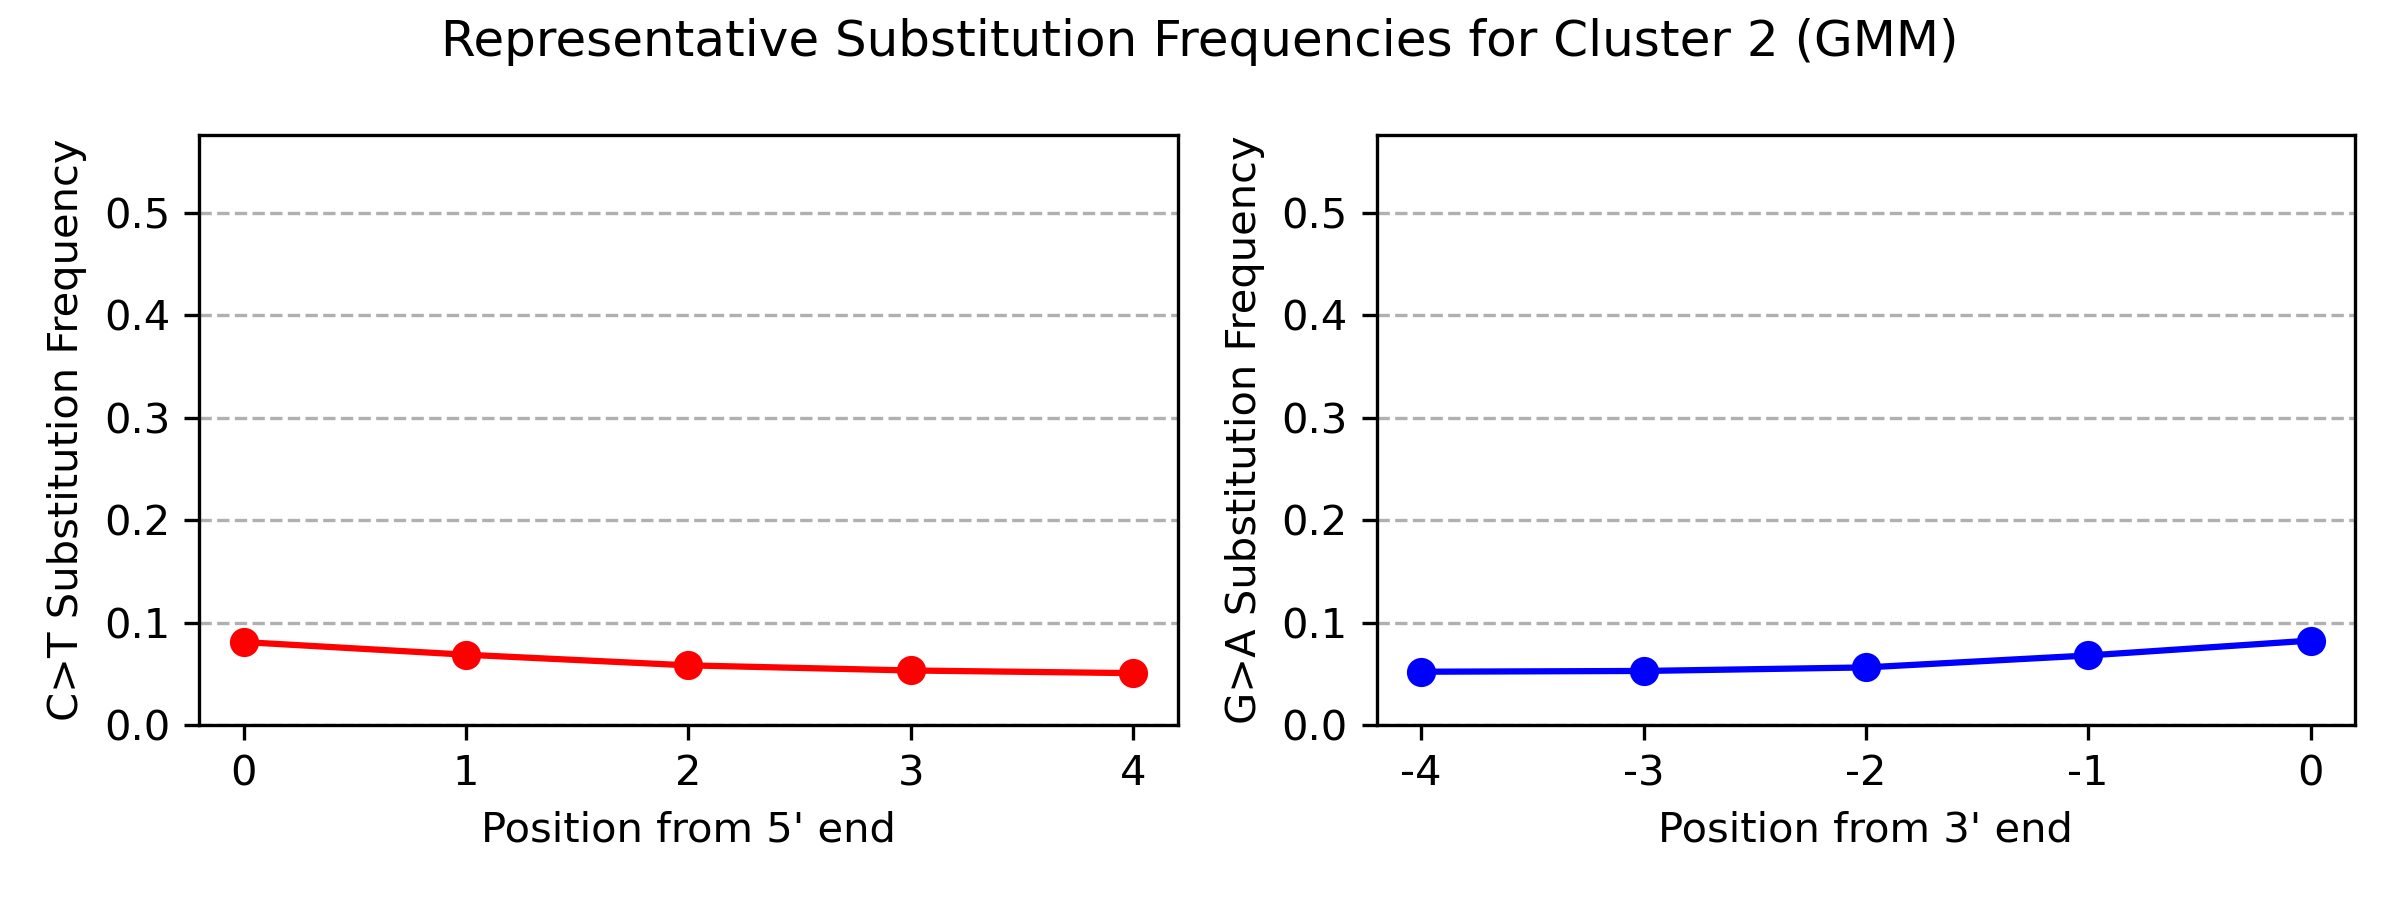 Representative Substitution Frequencies for Cluster 2 (GMM)
C>T Substitution Frequency
0.5
0.4
0.3
0.2
0.1
0.0
0 1 2 3 4
Position from 5' end
G>A Substitution Frequency
0.5
0.4
0.3
0.2
0.1
0.0
-4 -3 -2 -1 0
Position from 3' end